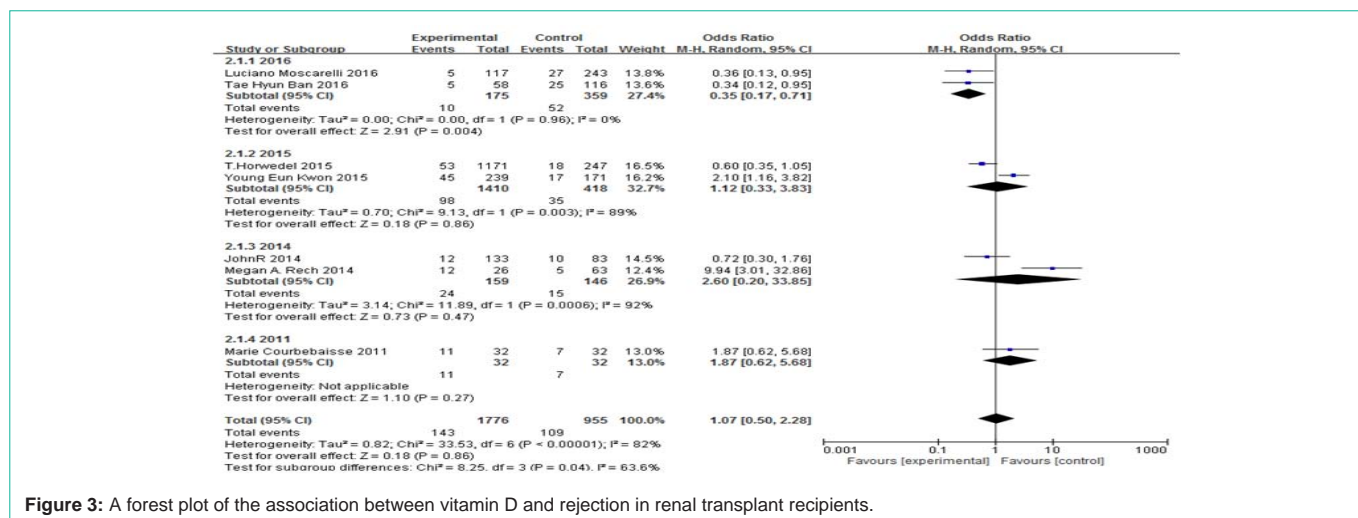 Experimental Control Odds Ratio Odds Ratio
Study or Subgroup Events Total Events Total Weight M-H, Random, 95% CI M-H, Random, 95% CI
2.1.1 2016
Luciano Moscarelli 2016 5 117 27 243 13.8% 0.36 [0.13, 0.95]
Tae Hyun Ban 2016 5 58 25 116 13.6% 0.34 [0.12, 0.95]
Subtotal (95% CI) 175 359 27.4% 0.35 [0.17, 0.71]
Total events 10 52
Heterogeneity: Tau² = 0.00; Chi² = 0.00, df = 1 (P = 0.96); I² = 0%
Test for overall effect: Z = 2.91 (P = 0.004)
2.1.2 2015
T.Horwedel 2015 53 1171 18 247 16.5% 0.60 [0.35, 1.05]
Young Eun Kwon 2015 45 239 17 171 16.2% 2.10 [1.16, 3.82]
Subtotal (95% CI) 1410 418 32.7% 1.12 [0.33, 3.83]
Total events 98 35
Heterogeneity: Tau² = 0.70; Chi² = 9.13, df = 1 (P = 0.003); I² = 89%
Test for overall effect: Z = 0.18 (P = 0.86)
2.1.3 2014
JohnR 2014 12 133 10 83 14.5% 0.72 [0.30, 1.76]
Megan A. Rech 2014 12 26 5 63 12.4% 9.94 [3.01, 32.86]
Subtotal (95% CI) 159 146 26.9% 2.60 [0.20, 33.85]
Total events 24 15
Heterogeneity: Tau² = 3.14; Chi² = 11.89, df = 1 (P = 0.0006); I² = 92%
Test for overall effect: Z = 0.73 (P = 0.47)
2.1.4 2011
Marie Courbebaisse 2011 11 32 7 32 13.0% 1.87 [0.62, 5.68]
Subtotal (95% CI) 32 32 13.0% 1.87 [0.62, 5.68]
Total events 11 7
Heterogeneity: Not applicable
Test for overall effect: Z = 1.10 (P = 0.27)
Total (95% CI) 1776 955 100.0% 1.07 [0.50, 2.28]
Total events 143 109
Heterogeneity: Tau² = 0.82; Chi² = 33.53, df = 6 (P < 0.00001); I² = 82%
Test for overall effect: Z = 0.18 (P = 0.86)
Test for subgroup differences: Chi² = 8.25, df = 3 (P = 0.04), I² = 63.6%
0.001 0.1 1 10 1000
Favours [experimental] Favours [control]
Figure 3: A forest plot of the association between vitamin D and rejection in renal transplant recipients.